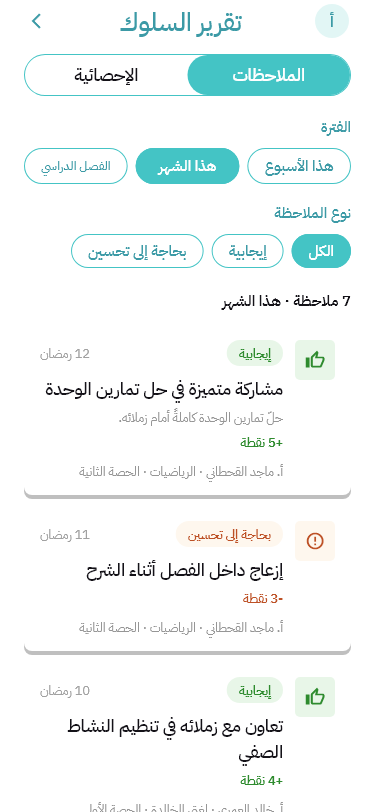 أ
تقرير السلوك
الملاحظات
الإحصائية
الفترة
هذا الأسبوع
هذا الشهر
الفصل الدراسي
نوع الملاحظة
الكل
إيجابية
بحاجة إلى تحسين
7 ملاحظة · هذا الشهر
إيجابية
12 رمضان
مشاركة متميزة في حل تمارين الوحدة
حلّ تمارين الوحدة كاملةً أمام زملائه.
+5 نقطة
أ. ماجد القحطاني · الرياضيات · الحصة الثانية
بحاجة إلى تحسين
11 رمضان
إزعاج داخل الفصل أثناء الشرح
-3 نقطة
أ. ماجد القحطاني · الرياضيات · الحصة الثانية
إيجابية
10 رمضان
تعاون مع زملائه في تنظيم النشاط
الصفي
+4 نقطة